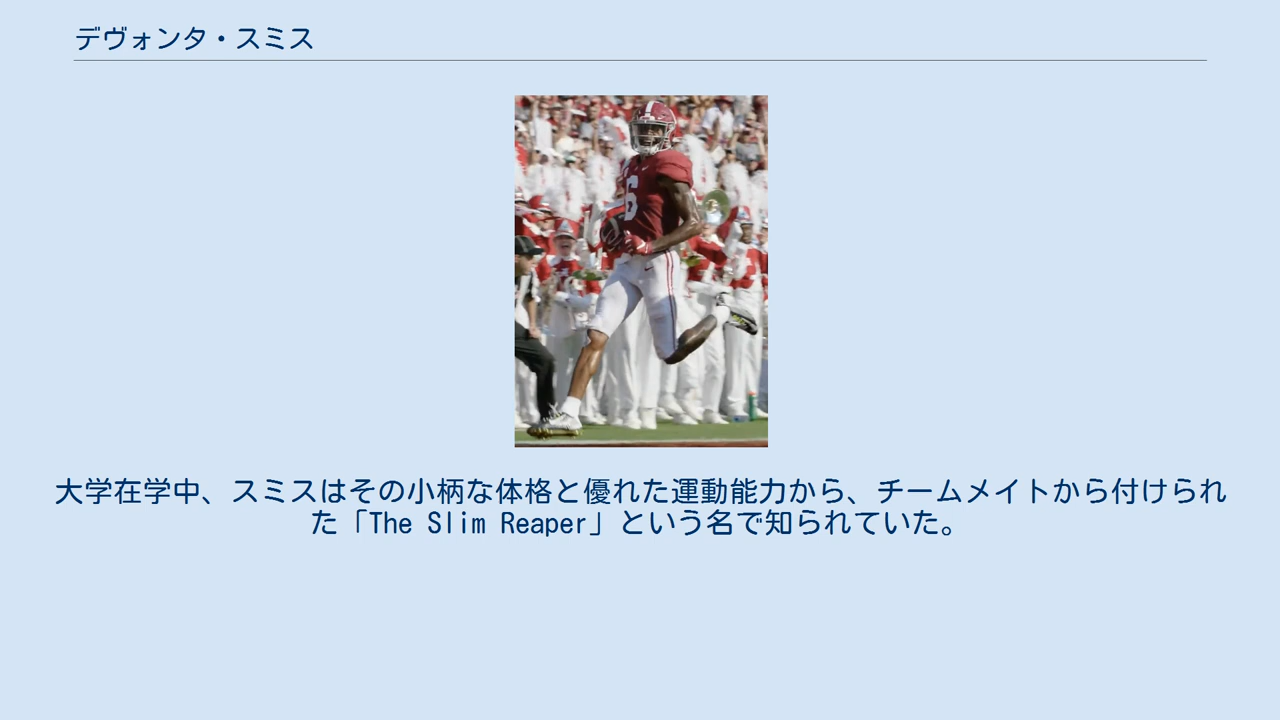 デヴォンタ・スミス
6
大学在学中、スミスはその小柄な体格と優れた運動能力から、チームメイトから付けられ
た「The Slim Reaper」という名で知られていた。